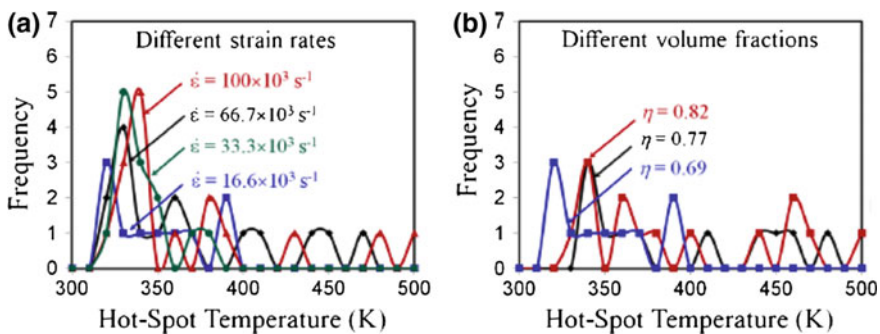 (a)
Different strain rates
ε̇ = 100×10³ s⁻¹
ε̇ = 66.7×10³ s⁻¹
ε̇ = 33.3×10³ s⁻¹
ε̇ = 16.6×10³ s⁻¹
Frequency
7
6
5
4
3
2
1
0
300 350 400 450 500
Hot-Spot Temperature (K)
(b)
Different volume fractions
η = 0.82
η = 0.77
η = 0.69
Frequency
7
6
5
4
3
2
1
0
300 350 400 450 500
Hot-Spot Temperature (K)